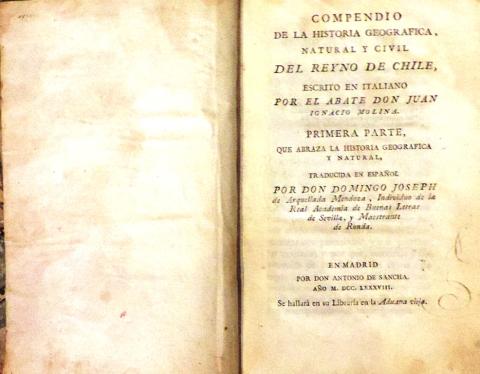 COMPENDIO
DE LA HISTORIA GEOGRAFICA,
NATURAL Y CIVIL
DEL REYNO DE CHILE,
ESCRITO EN ITALIANO
POR EL ABATE DON JUAN
IGNACIO MOLINA.
PRIMERA PARTE,
QUE ABRAZA LA HISTORIA GEOGRAFICA
Y NATURAL,
TRADUCIDA EN ESPAÑOL
POR DON DOMINGO JOSEPH
de Arquellada Mendoza, Individuo de la
Real Academia de Buenas Letras
de Sevilla, y Maestrante
de Ronda.
EN MADRID
POR DON ANTONIO DE SANCHA.
AÑO M. DCC. LXXXVIII.
Se hallará en su Librería en la Aduana vieja.